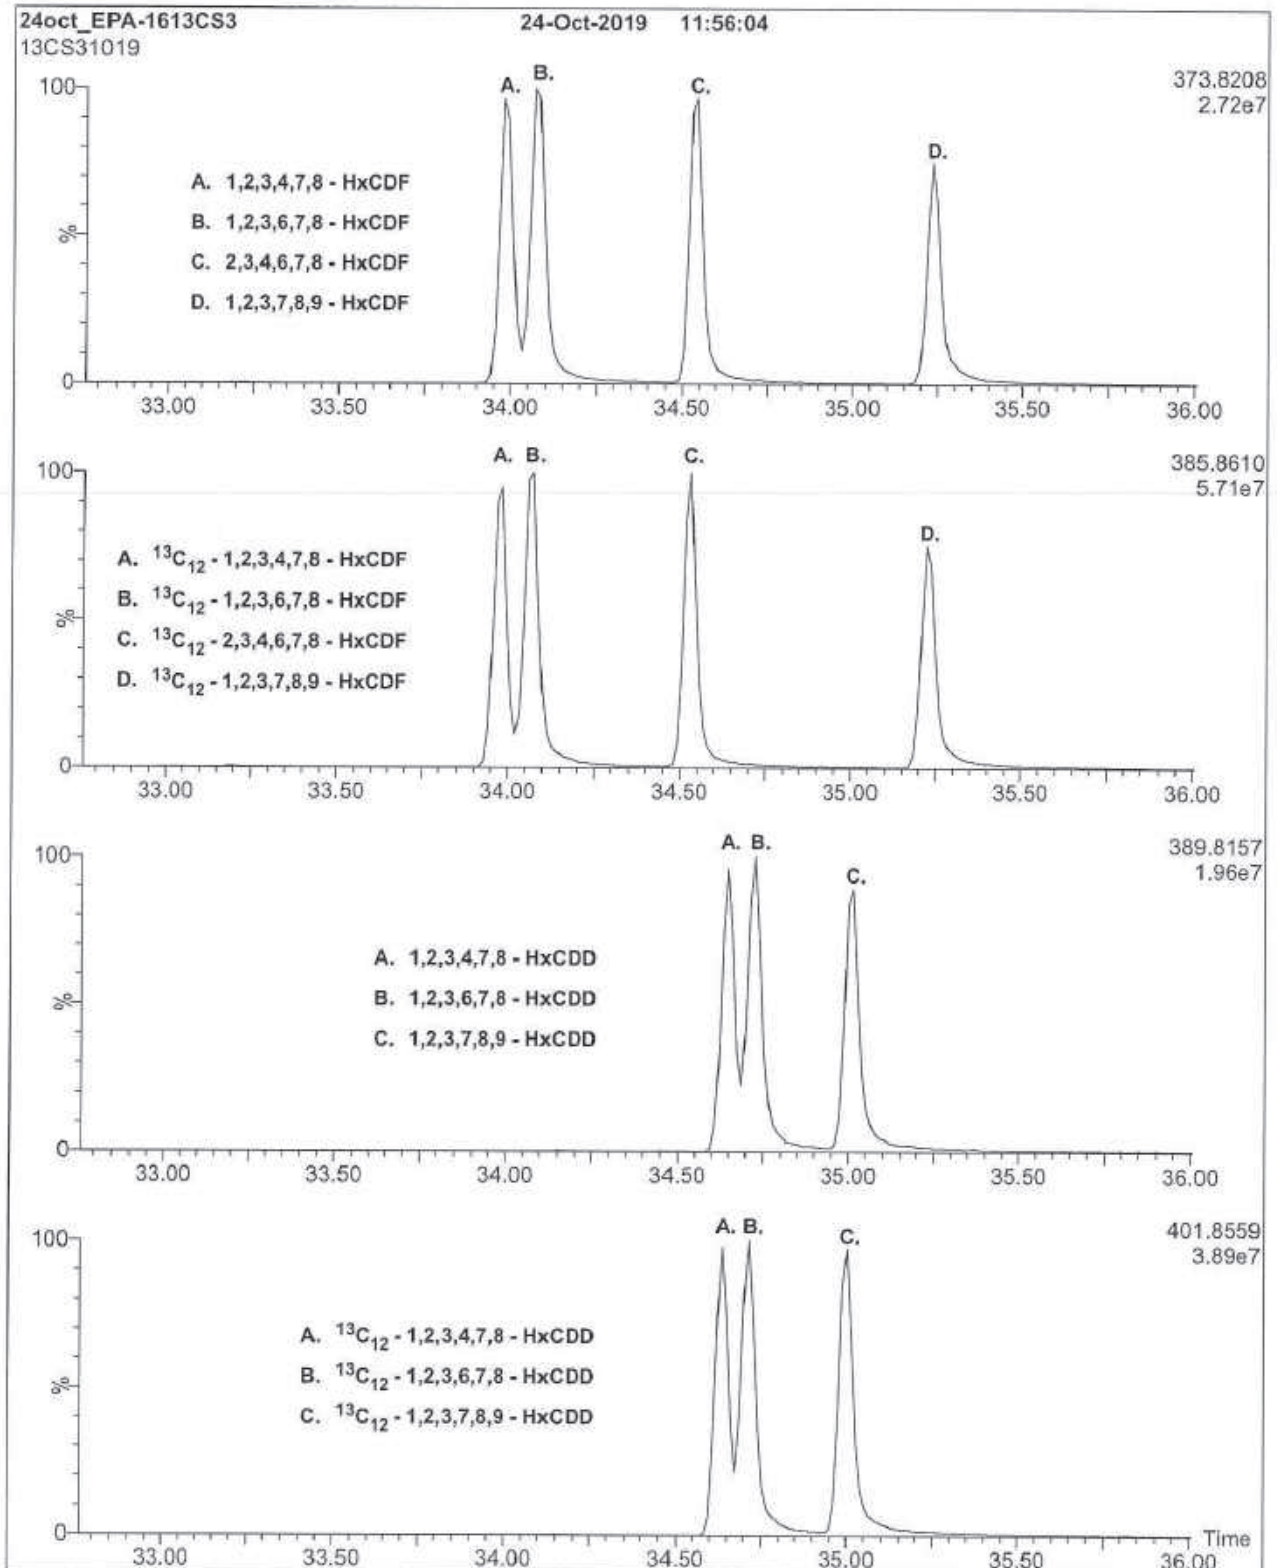 24oct_EPA-1613CS3 24-Oct-2019 11:56:04
13CS31019
373.8208
2.72e7
100
%
0
A. B. C. D.
A. 1,2,3,4,7,8 - HxCDF
B. 1,2,3,6,7,8 - HxCDF
C. 2,3,4,6,7,8 - HxCDF
D. 1,2,3,7,8,9 - HxCDF
33.00 33.50 34.00 34.50 35.00 35.50 36.00
385.8610
5.71e7
100
%
0
A. B. C. D.
A. ¹³C₁₂ - 1,2,3,4,7,8 - HxCDF
B. ¹³C₁₂ - 1,2,3,6,7,8 - HxCDF
C. ¹³C₁₂ - 2,3,4,6,7,8 - HxCDF
D. ¹³C₁₂ - 1,2,3,7,8,9 - HxCDF
33.00 33.50 34.00 34.50 35.00 35.50 36.00
389.8157
1.96e7
100
%
0
A. B. C.
A. 1,2,3,4,7,8 - HxCDD
B. 1,2,3,6,7,8 - HxCDD
C. 1,2,3,7,8,9 - HxCDD
33.00 33.50 34.00 34.50 35.00 35.50 36.00
401.8559
3.89e7
100
%
0
A. B. C.
A. ¹³C₁₂ - 1,2,3,4,7,8 - HxCDD
B. ¹³C₁₂ - 1,2,3,6,7,8 - HxCDD
C. ¹³C₁₂ - 1,2,3,7,8,9 - HxCDD
Time
33.00 33.50 34.00 34.50 35.00 35.50 36.00